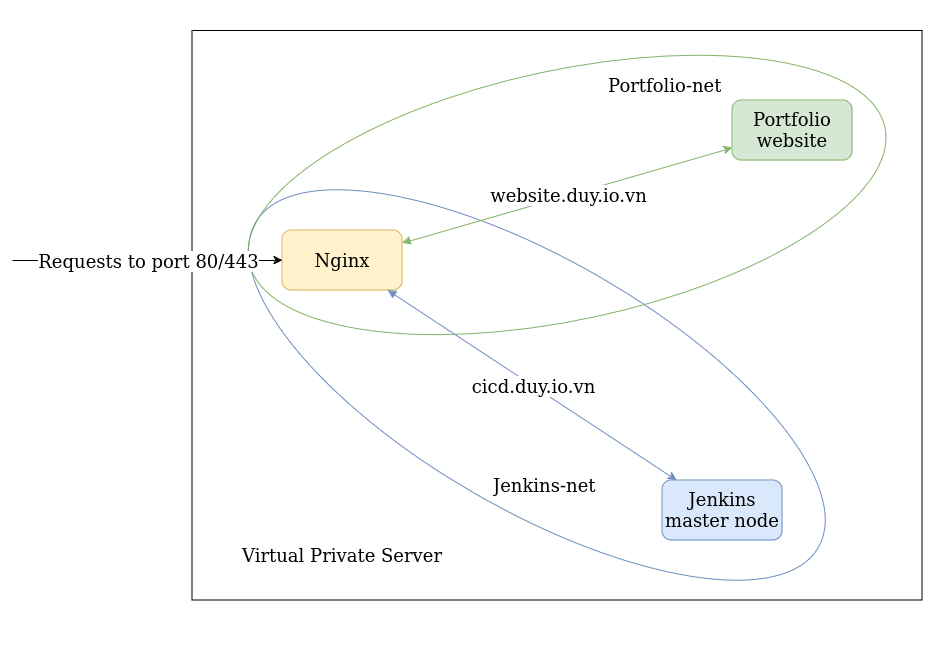 Portfolio-net
Portfolio
website
website.duy.io.vn
Nginx
Requests to port 80/443
cicd.duy.io.vn
Jenkins-net
Jenkins
master node
Virtual Private Server